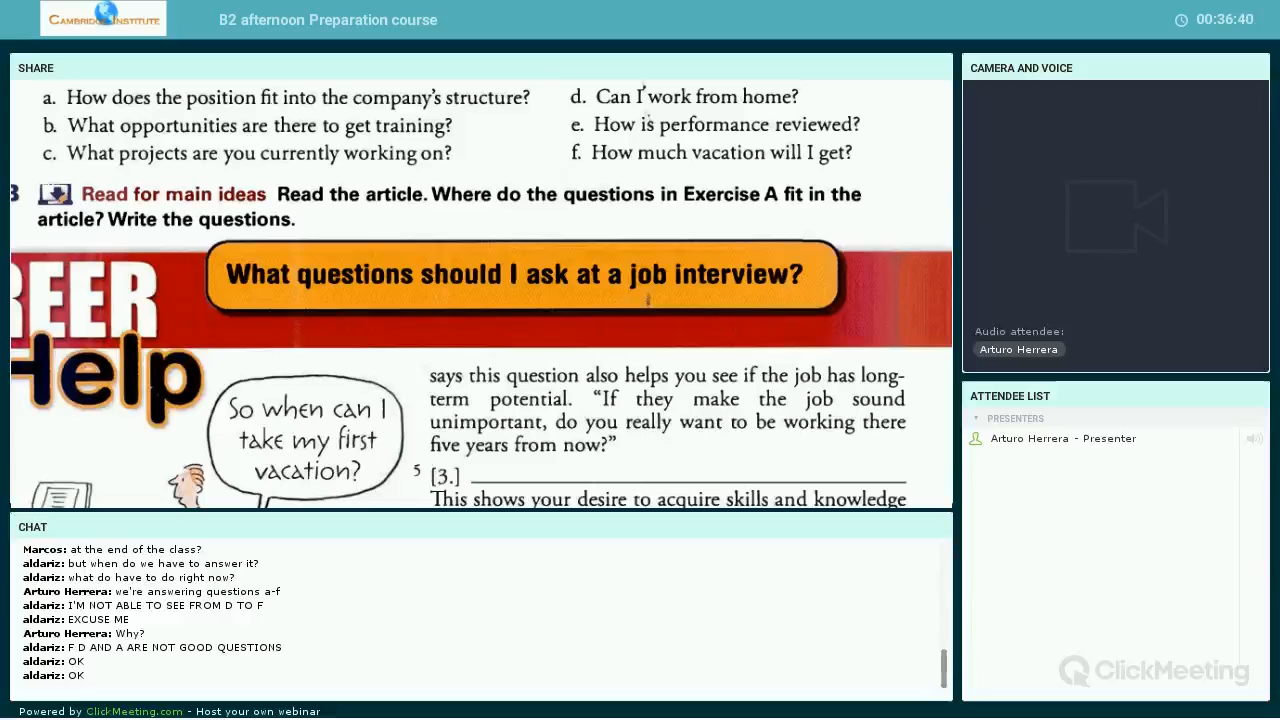 CAMBRIDGE INSTITUTE
B2 afternoon Preparation course
00:36:40
SHARE
a. How does the position fit into the company's structure?
b. What opportunities are there to get training?
c. What projects are you currently working on?
d. Can I work from home?
e. How is performance reviewed?
f. How much vacation will I get?
Read for main ideas Read the article. Where do the questions in Exercise A fit in the
article? Write the questions.
REER
Help
What questions should I ask at a job interview?
So when can I
take my first
vacation?
says this question also helps you see if the job has long-
term potential. “If they make the job sound
unimportant, do you really want to be working there
five years from now?”
5 [3.]
This shows your desire to acquire skills and knowledge
CHAT
Marcos: at the end of the class?
aldariz: but when do we have to answer it?
aldariz: what do have to do right now?
Arturo Herrera: we're answering questions a-f
aldariz: I'M NOT ABLE TO SEE FROM D TO F
aldariz: EXCUSE ME
Arturo Herrera: Why?
aldariz: F D AND A ARE NOT GOOD QUESTIONS
aldariz: OK
aldariz: OK
CAMERA AND VOICE
Audio attendee:
Arturo Herrera
ATTENDEE LIST
PRESENTERS
Arturo Herrera - Presenter
ClickMeeting
Powered by ClickMeeting.com - Host your own webinar